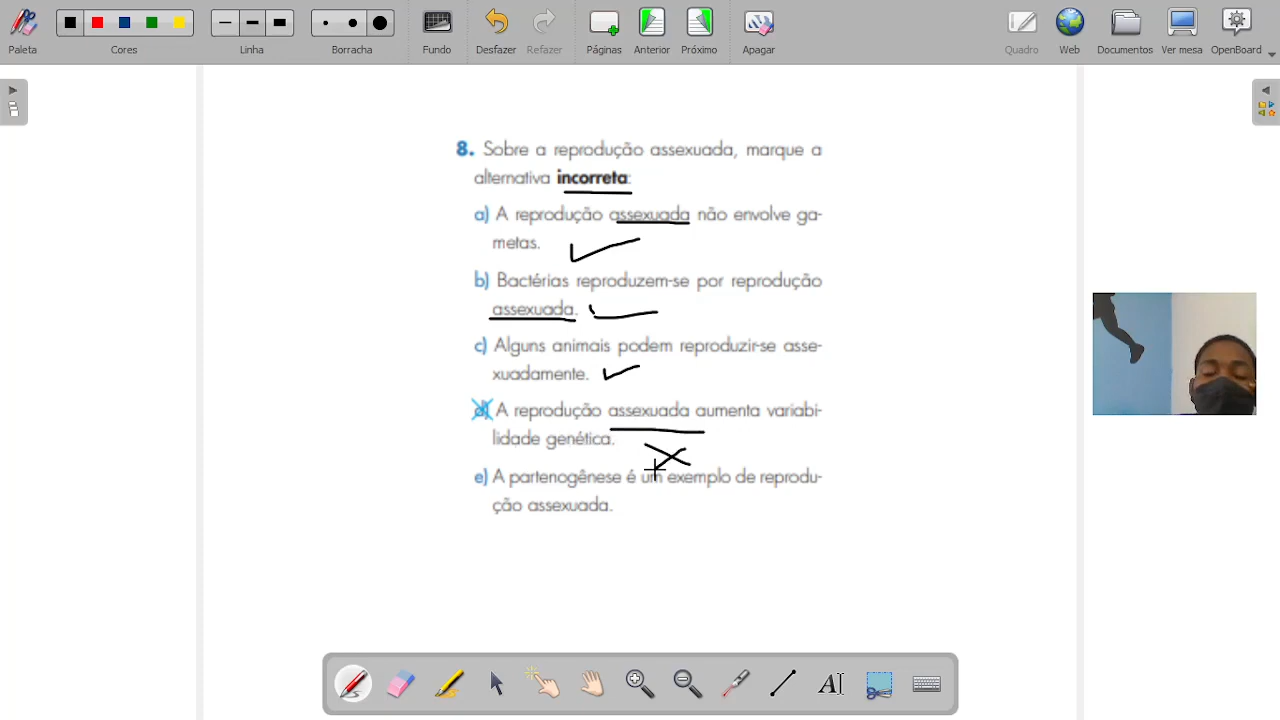 Paleta
Cores
Linha
Borracha
Fundo
Desfazer
Refazer
Páginas
Anterior
Próximo
Apagar
Quadro
Web
Documentos
Ver mesa
OpenBoard
8. Sobre a reprodução assexuada, marque a
alternativa incorreta:
a) A reprodução assexuada não envolve ga-
metas.
b) Bactérias reproduzem-se por reprodução
assexuada.
c) Alguns animais podem reproduzir-se asse-
xuadamente.
d) A reprodução assexuada aumenta variabi-
lidade genética.
e) A partenogênese é um exemplo de reprodu-
ção assexuada.